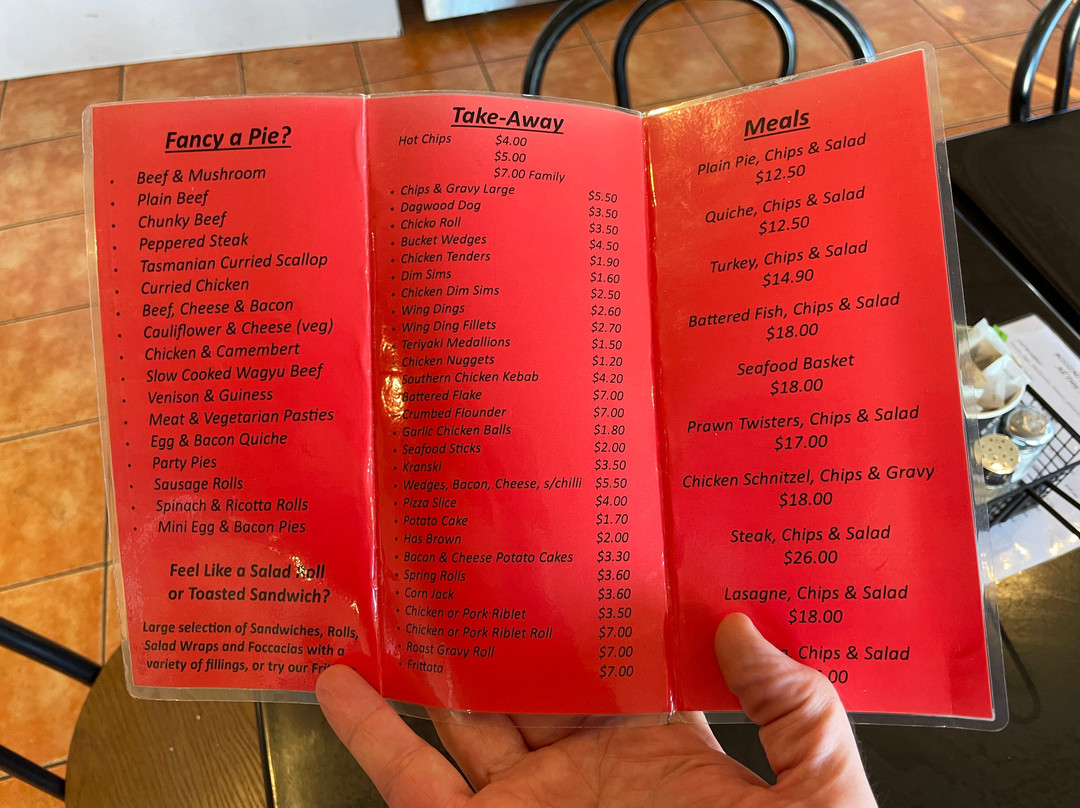 Fancy a Pie?
Beef & Mushroom
Plain Beef
Chunky Beef
Peppered Steak
Tasmanian Curried Scallop
Curried Chicken
Beef, Cheese & Bacon
Cauliflower & Cheese (veg)
Chicken & Camembert
Slow Cooked Wagyu Beef
Venison & Guiness
Meat & Vegetarian Pasties
Egg & Bacon Quiche
Party Pies
Sausage Rolls
Spinach & Ricotta Rolls
Mini Egg & Bacon Pies
Feel Like a Salad Roll
or Toasted Sandwich?
Large selection of Sandwiches, Rolls,
Salad Wraps and Foccacias with a
variety of fillings, or try our
Take-Away
Hot Chips $4.00
$5.00
$7.00 Family
Chips & Gravy Large $5.50
Dagwood Dog $3.50
Chicko Roll $3.50
Bucket Wedges $4.50
Chicken Tenders $1.90
Dim Sims $1.60
Chicken Dim Sims $2.50
Wing Dings $2.60
Wing Ding Fillets $2.70
Teriyaki Medallions $1.50
Chicken Nuggets $1.20
Southern Chicken Kebab $4.20
Battered Flake $7.00
Crumbed Flounder $7.00
Garlic Chicken Balls $1.80
Seafood Sticks $2.00
Kranski $3.50
Wedges, Bacon, Cheese, s/chilli $5.50
Pizza Slice $4.00
Potato Cake $1.70
Has Brown $2.00
Bacon & Cheese Potato Cakes $3.30
Spring Rolls $3.60
Corn Jack $3.60
Chicken or Pork Riblet $3.50
Chicken or Pork Riblet Roll $7.00
Roast Gravy Roll $7.00
Frittata $7.00
Meals
Plain Pie, Chips & Salad
$12.50
Quiche, Chips & Salad
$12.50
Turkey, Chips & Salad
$14.90
Battered Fish, Chips & Salad
$18.00
Seafood Basket
$18.00
Prawn Twisters, Chips & Salad
$17.00
Chicken Schnitzel, Chips & Gravy
$18.00
Steak, Chips & Salad
$26.00
Lasagne, Chips & Salad
$18.00
Chips & Salad